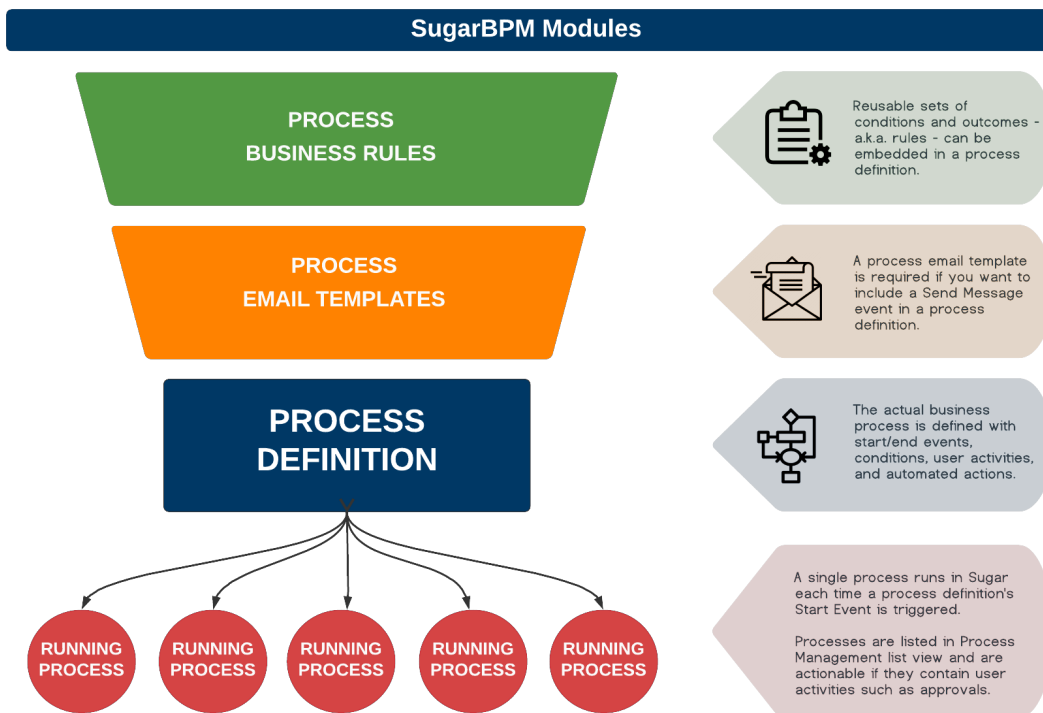 SugarBPM Modules
PROCESS
BUSINESS RULES
Reusable sets of
conditions and outcomes -
a.k.a. rules - can be
embedded in a process
definition.
PROCESS
EMAIL TEMPLATES
A process email template
is required if you want to
include a Send Message
event in a process
definition.
PROCESS
DEFINITION
The actual business
process is defined with
start/end events,
conditions, user activities,
and automated actions.
RUNNING
PROCESS
RUNNING
PROCESS
RUNNING
PROCESS
RUNNING
PROCESS
RUNNING
PROCESS
A single process runs in Sugar
each time a process definition's
Start Event is triggered.
Processes are listed in Process
Management list view and are
actionable if they contain user
activities such as approvals.